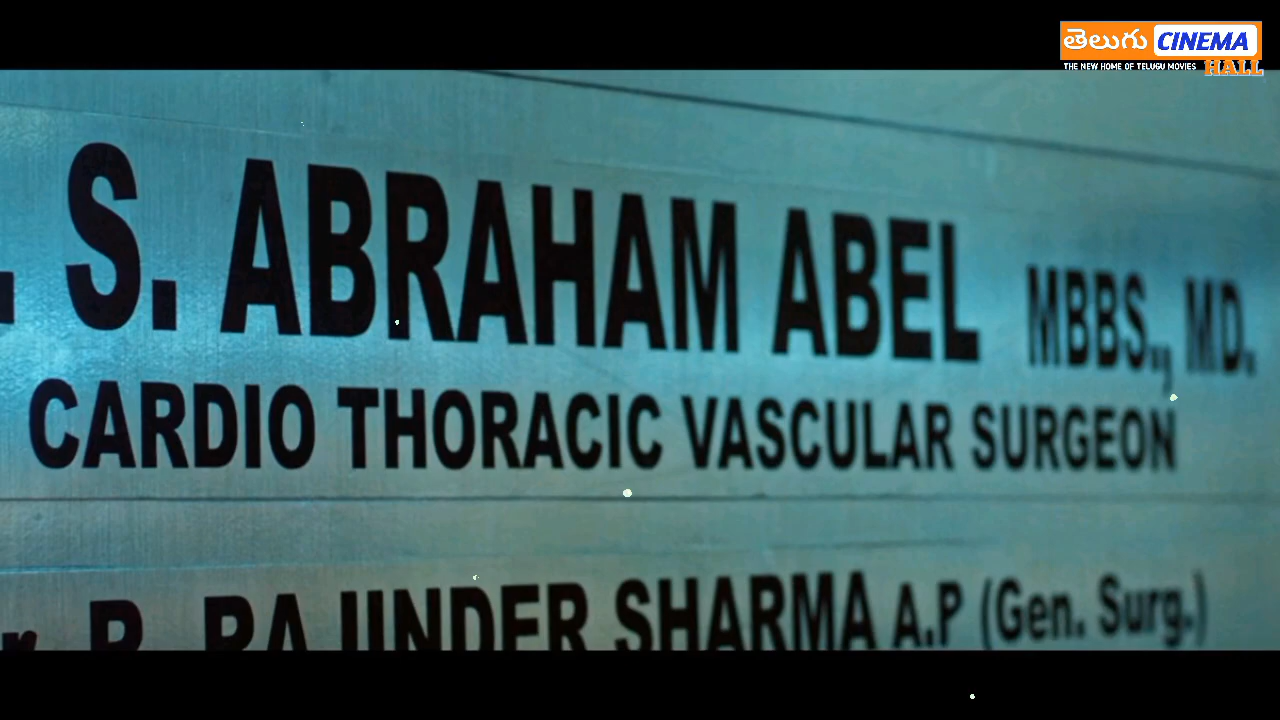 తెలుగు CINEMA
THE NEW HOME OF TELUGU MOVIES HALL
. S. ABRAHAM ABEL MBBS., MD.
CARDIO THORACIC VASCULAR SURGEON
r. R. RAJINDER SHARMA A.P (Gen. Surg.)